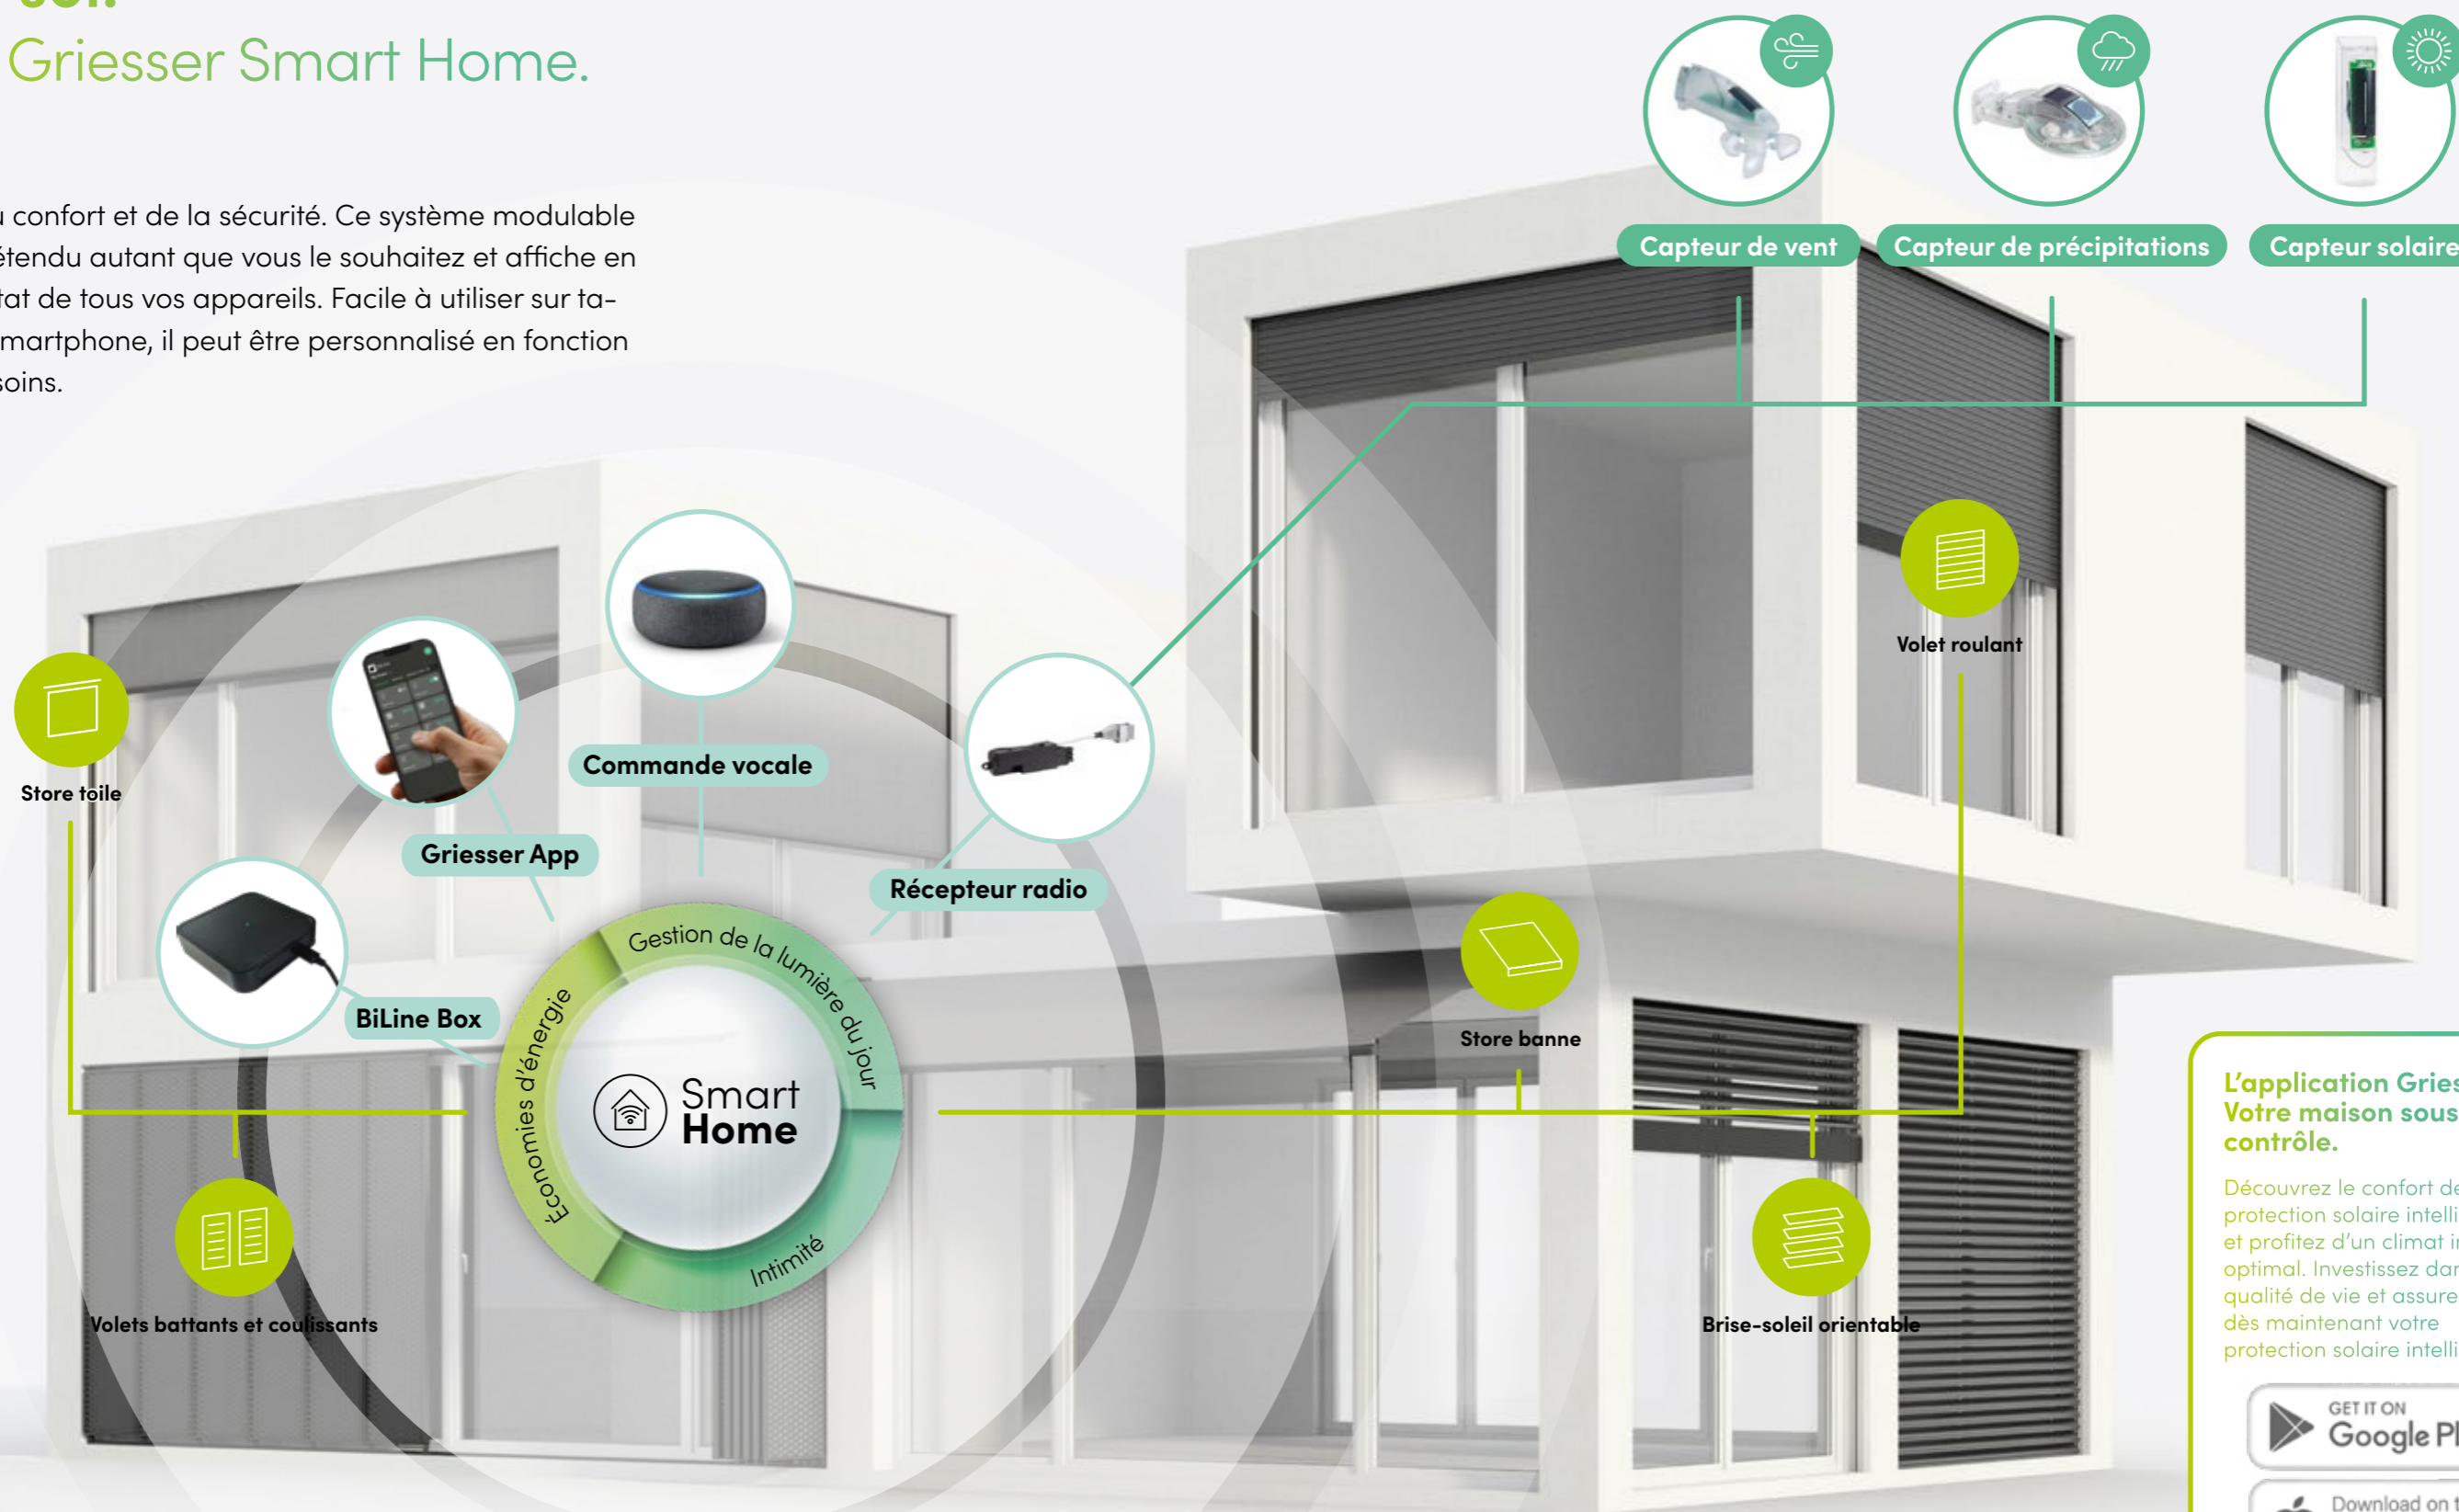 soi.
Griesser Smart Home.
confort et de la sécurité. Ce système modulable
étendu autant que vous le souhaitez et affiche en
tat de tous vos appareils. Facile à utiliser sur ta-
martphone, il peut être personnalisé en fonction
soins.
Capteur de vent
Capteur de précipitations
Capteur solaire
Volet roulant
Store toile
Commande vocale
Griesser App
Récepteur radio
BiLine Box
Gestion de la lumière du jour
Économies d'énergie
Intimité
Smart
Home
Store banne
Volets battants et coulissants
Brise-soleil orientable
L'application Gries
Votre maison sous
contrôle.
Découvrez le confort de
protection solaire intelli
et profitez d'un climat in
optimal. Investissez dan
qualité de vie et assure
dès maintenant votre
protection solaire intelli
GET IT ON
Google Pl
Download on t